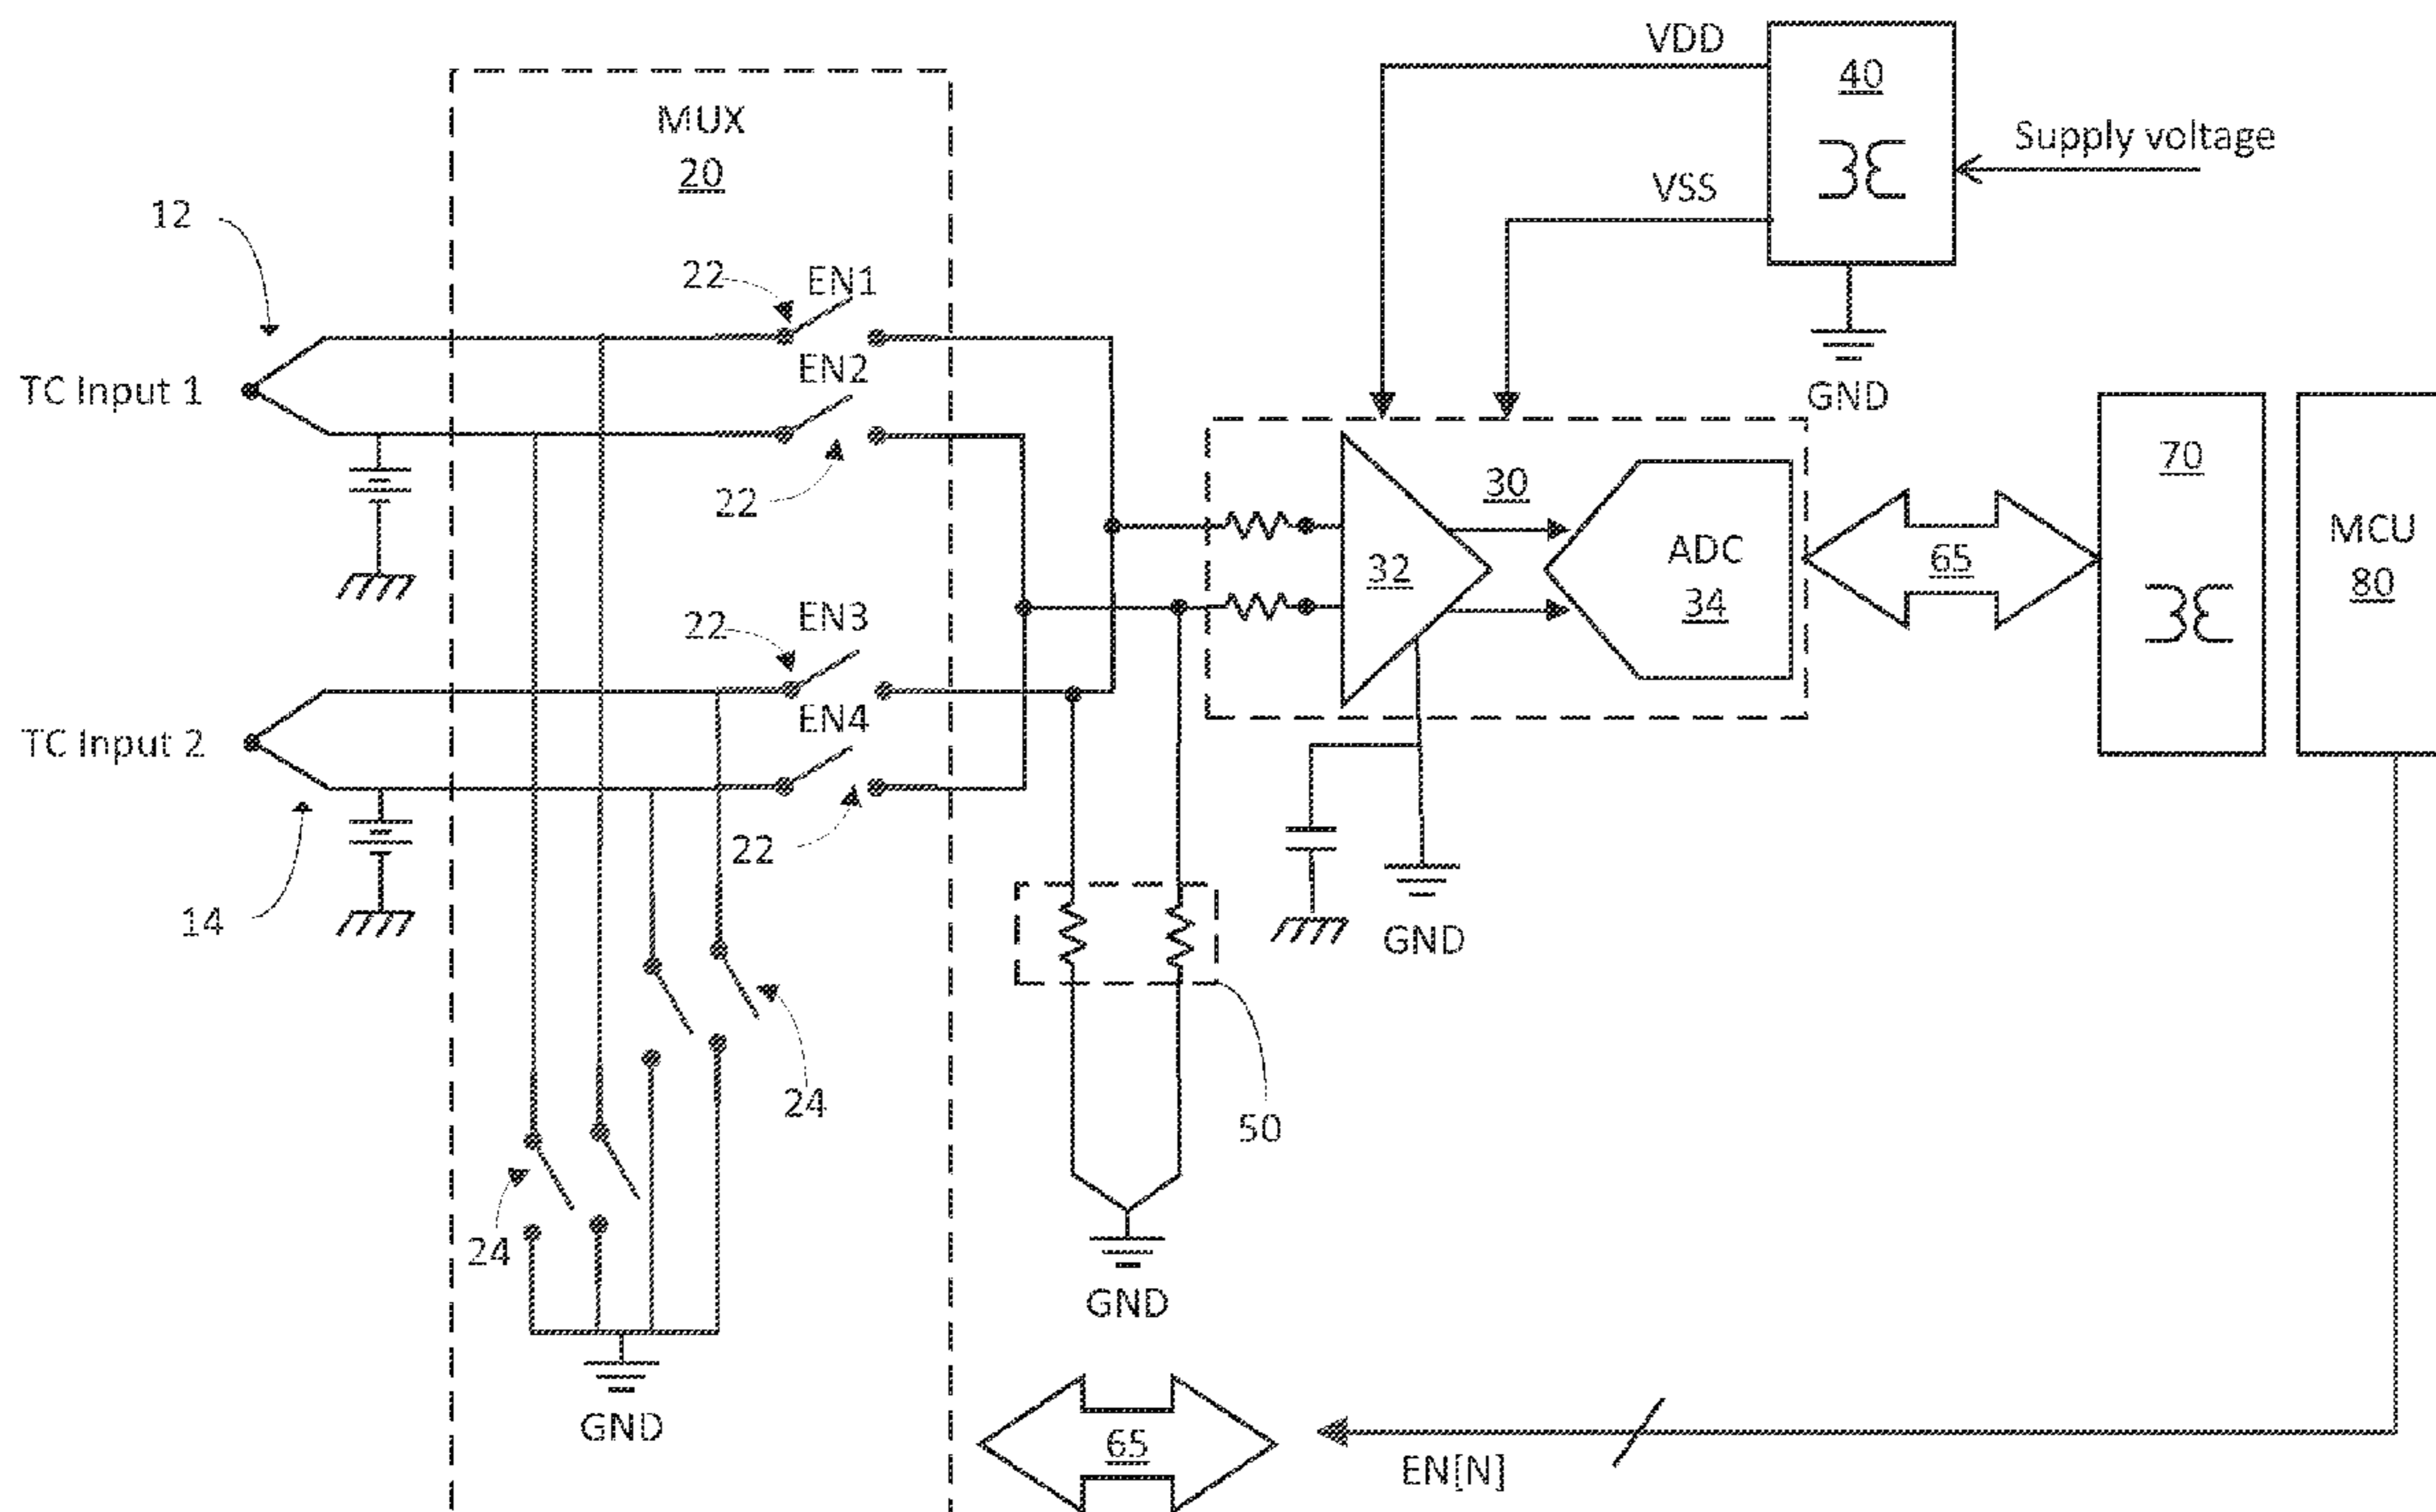 VDD
40
Supply voltage
VSS
MUX
20
12
22
EN1
EN2
TC Input 1
GND
22
30
32
ADC
34
65
70
MCU
80
22
EN3
EN4
TC Input 2
22
14
GND
24
50
24
GND
GND
65
EN[N]